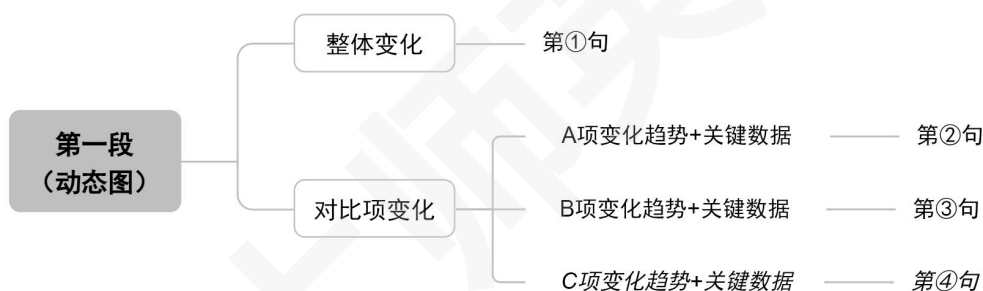 整体变化
第①句
第一段
（动态图）
A项变化趋势+关键数据
第②句
对比项变化
B项变化趋势+关键数据
第③句
C项变化趋势+关键数据
第④句